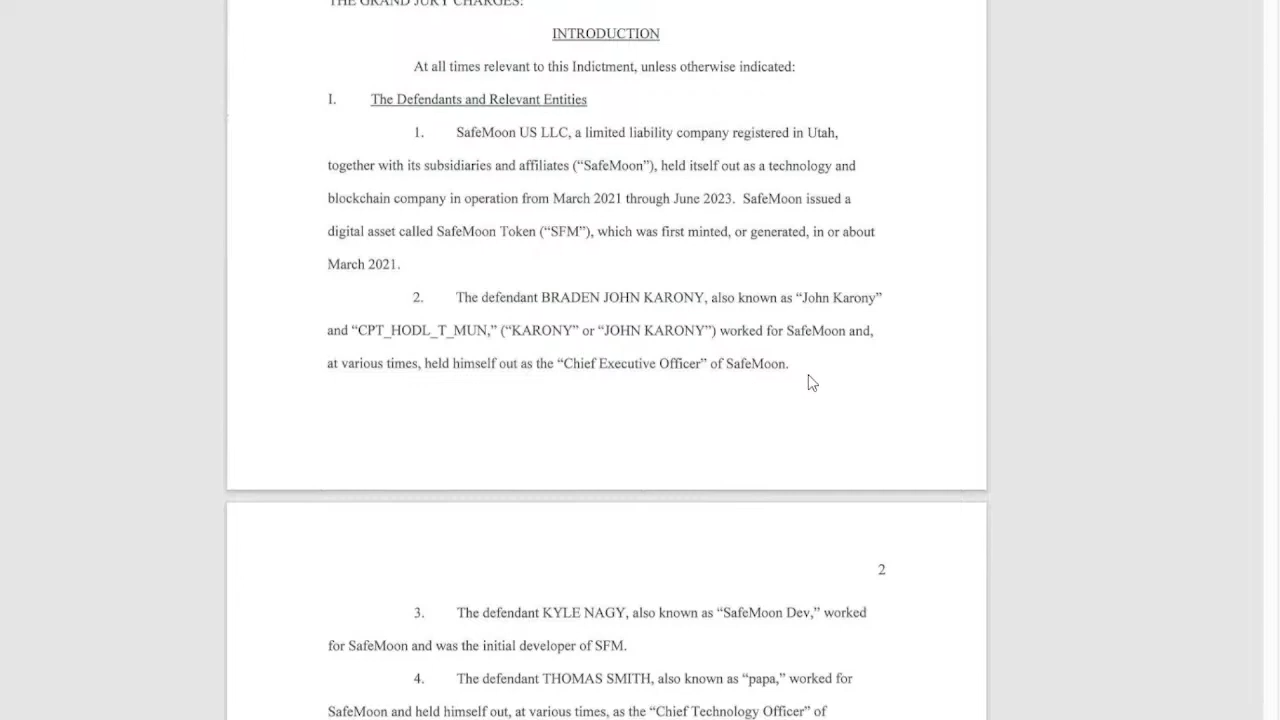 THE GRAND JURY CHARGES:
INTRODUCTION
At all times relevant to this Indictment, unless otherwise indicated:
I. The Defendants and Relevant Entities
1. SafeMoon US LLC, a limited liability company registered in Utah,
together with its subsidiaries and affiliates (“SafeMoon”), held itself out as a technology and
blockchain company in operation from March 2021 through June 2023. SafeMoon issued a
digital asset called SafeMoon Token (“SFM”), which was first minted, or generated, in or about
March 2021.
2. The defendant BRADEN JOHN KARONY, also known as “John Karony”
and “CPT_HODL_T_MUN,” (“KARONY” or “JOHN KARONY”) worked for SafeMoon and,
at various times, held himself out as the “Chief Executive Officer” of SafeMoon.
2
3. The defendant KYLE NAGY, also known as “SafeMoon Dev,” worked
for SafeMoon and was the initial developer of SFM.
4. The defendant THOMAS SMITH, also known as “papa,” worked for
SafeMoon and held himself out, at various times, as the “Chief Technology Officer” of